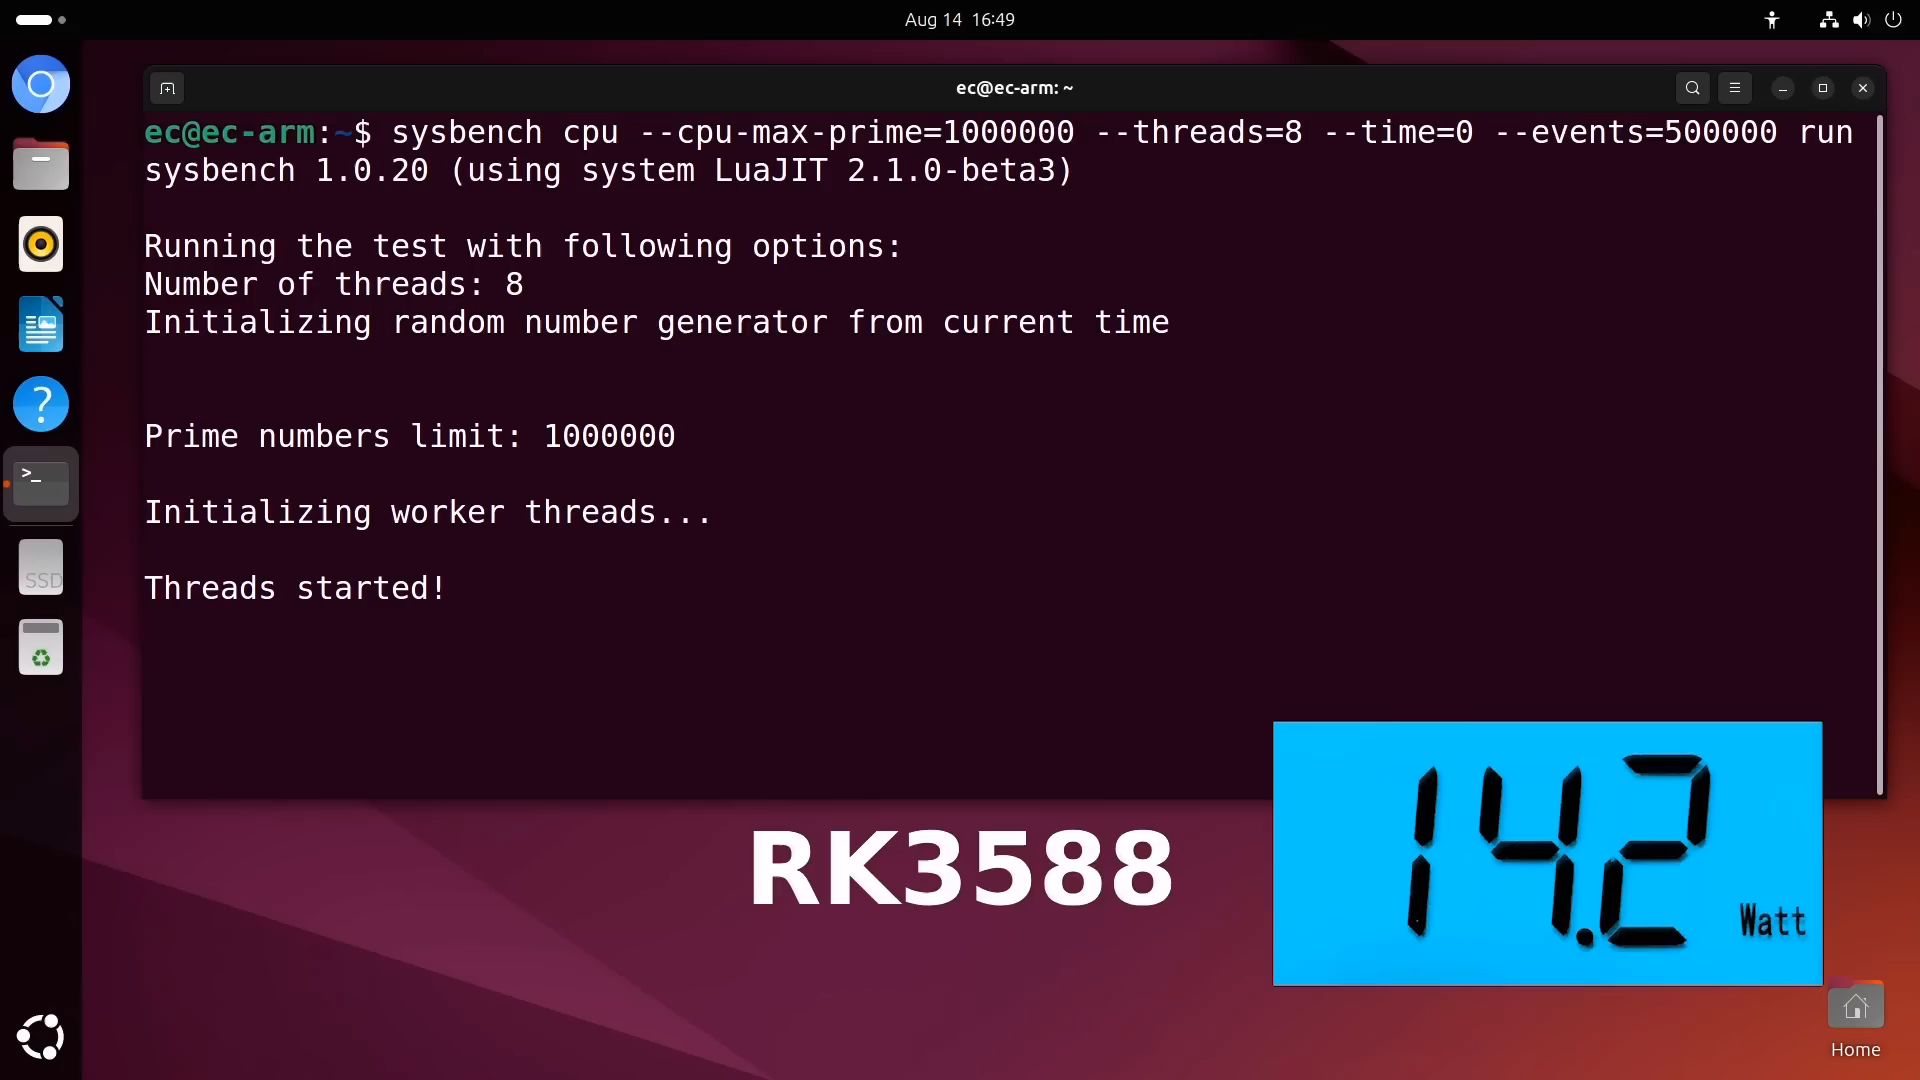 Aug 14 16:49
ec@ec-arm: ~
ec@ec-arm:~$ sysbench cpu --cpu-max-prime=1000000 --threads=8 --time=0 --events=500000 run
sysbench 1.0.20 (using system LuaJIT 2.1.0-beta3)
Running the test with following options:
Number of threads: 8
Initializing random number generator from current time
Prime numbers limit: 1000000
Initializing worker threads...
Threads started!
>_
SSD
RK3588
14.2 Watt
Home